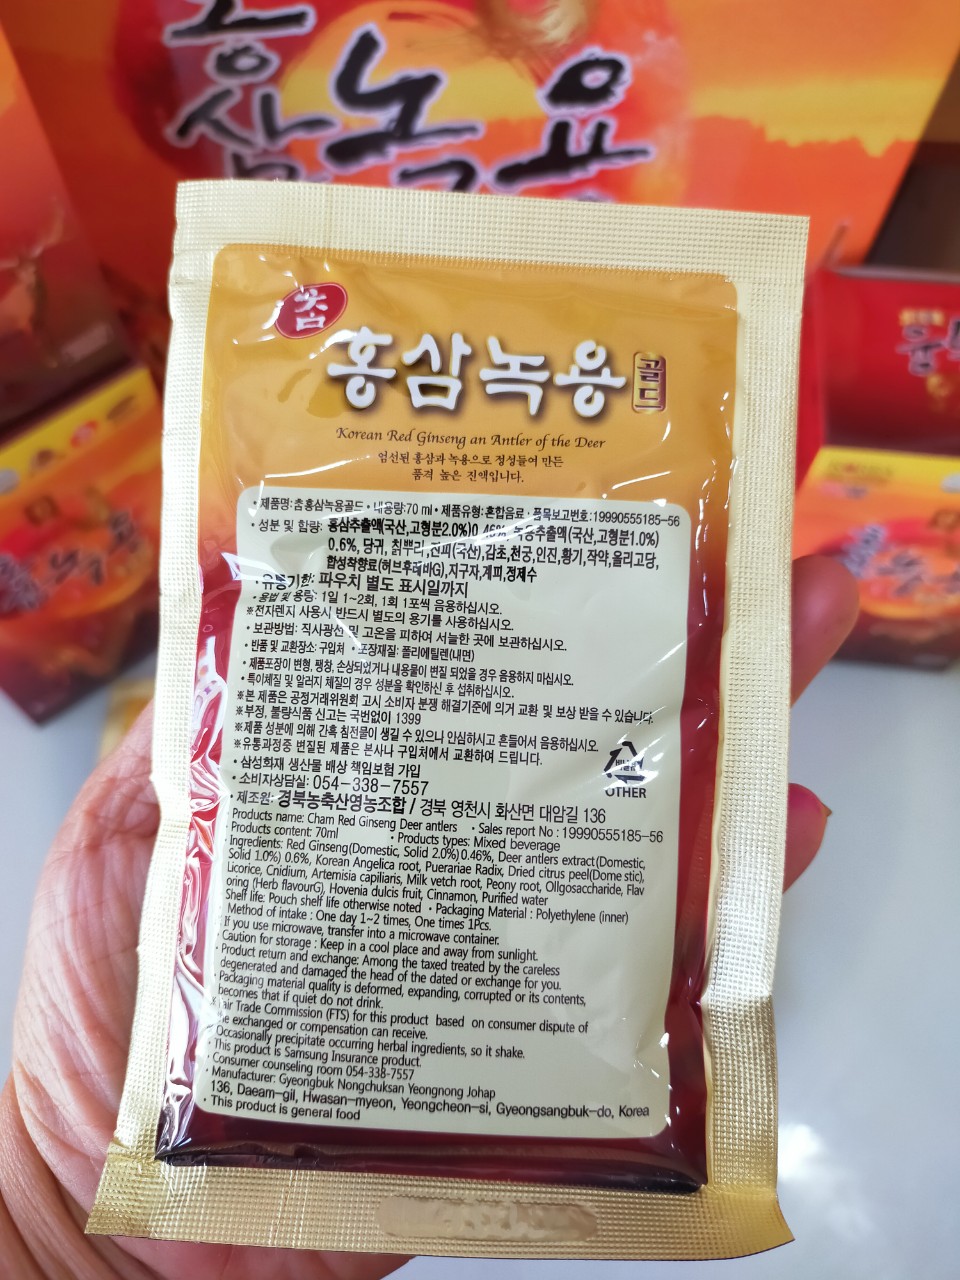 홍
삼
녹
용
참
홍삼녹용
골드
Korean Red Ginseng an Antler of the Deer
엄선된 홍삼과 녹용으로 정성들여 만든
품격 높은 진액입니다.
• 제품명:참홍삼녹용골드 • 내용량:70 ml • 제품유형:혼합음료 • 품목보고번호:19990555185-56
• 성분 및 함량: 홍삼추출액(국산,고형분2.0%)0.46%, 녹용추출액(국산,고형분1.0%)
0.6%, 당귀, 칡뿌리, 진피(국산), 감초,천궁,인진,황기,작약,올리고당,
합성착향료(허브후레바G),지구자,계피,정제수
• 유통기한: 파우치 별도 표시일까지
• 용법 및 용량: 1일 1~2회, 1회 1포씩 음용하십시오.
※전자렌지 사용시 반드시 별도의 용기를 사용하십시오.
• 보관방법: 직사광선 및 고온을 피하여 서늘한 곳에 보관하십시오.
• 반품 및 교환장소: 구입처 • 포장재질: 폴리에틸렌(내면)
• 제품포장이 변형, 팽창, 손상되었거나 내용물이 변질 되었을 경우 음용하지 마십시오.
• 특이체질 및 알러지 체질의 경우 성분을 확인하신 후 섭취하십시오.
※본 제품은 공정거래위원회 고시 소비자 분쟁 해결기준에 의거 교환 및 보상 받을 수 있습니다.
※부정, 불량식품 신고는 국번없이 1399
※제품 성분에 의해 간혹 침전물이 생길 수 있으나 안심하시고 흔들어서 음용하십시오.
※유통과정중 변질된 제품은 본사나 구입처에서 교환하여 드립니다.
• 삼성화재 생산물 배상 책임보험 가입
• 소비자상담실: 054-338-7557
• 제조원: 경북농축산영농조합 / 경북 영천시 화산면 대암길 136
비닐류
OTHER
• Products name: Cham Red Ginseng Deer antlers • Sales report No : 19990555185-56
• Products content: 70ml • Products types: Mixed beverage
• Ingredients: Red Ginseng(Domestic, Solid 2.0%) 0.46%, Deer antlers extract(Domestic,
Solid 1.0%) 0.6%, Korean Angelica root, Puerariae Radix, Dried citrus peel(Dome stic),
Licorice, Cnidium, Artemisia capiliaris, Milk vetch root, Peony root, Ollgosaccharide, Flav
oring (Herb flavourG), Hovenia dulcis fruit, Cinnamon, Purified water
Shelf life: Pouch shelf life otherwise noted • Packaging Material : Polyethylene (inner)
• Method of intake : One day 1~2 times, One times 1Pcs.
• If you use microwave, transfer into a microwave container.
• Caution for storage : Keep in a cool place and away from sunlight.
• Product return and exchange: Among the taxed treated by the careless
degenerated and damaged the head of the dated or exchange for you.
• Packaging material quality is deformed, expanding, corrupted or its contents,
becomes that if quiet do not drink.
※Fair Trade Commission (FTS) for this product based on consumer dispute of
be exchanged or compensation can receive.
• Occasionally precipitate occurring herbal ingredients, so it shake.
• This product is Samsung Insurance product.
• Consumer counseling room 054-338-7557
• Manufacturer: Gyeongbuk Nongchuksan Yeongnong Johap
136, Daeam-gil, Hwasan-myeon, Yeongcheon-si, Gyeongsangbuk-do, Korea
• This product is general food